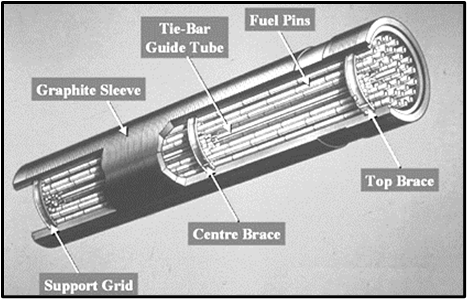 Tie-Bar
Guide Tube
Fuel Pins
Graphite Sleeve
Top Brace
Centre Brace
Support Grid